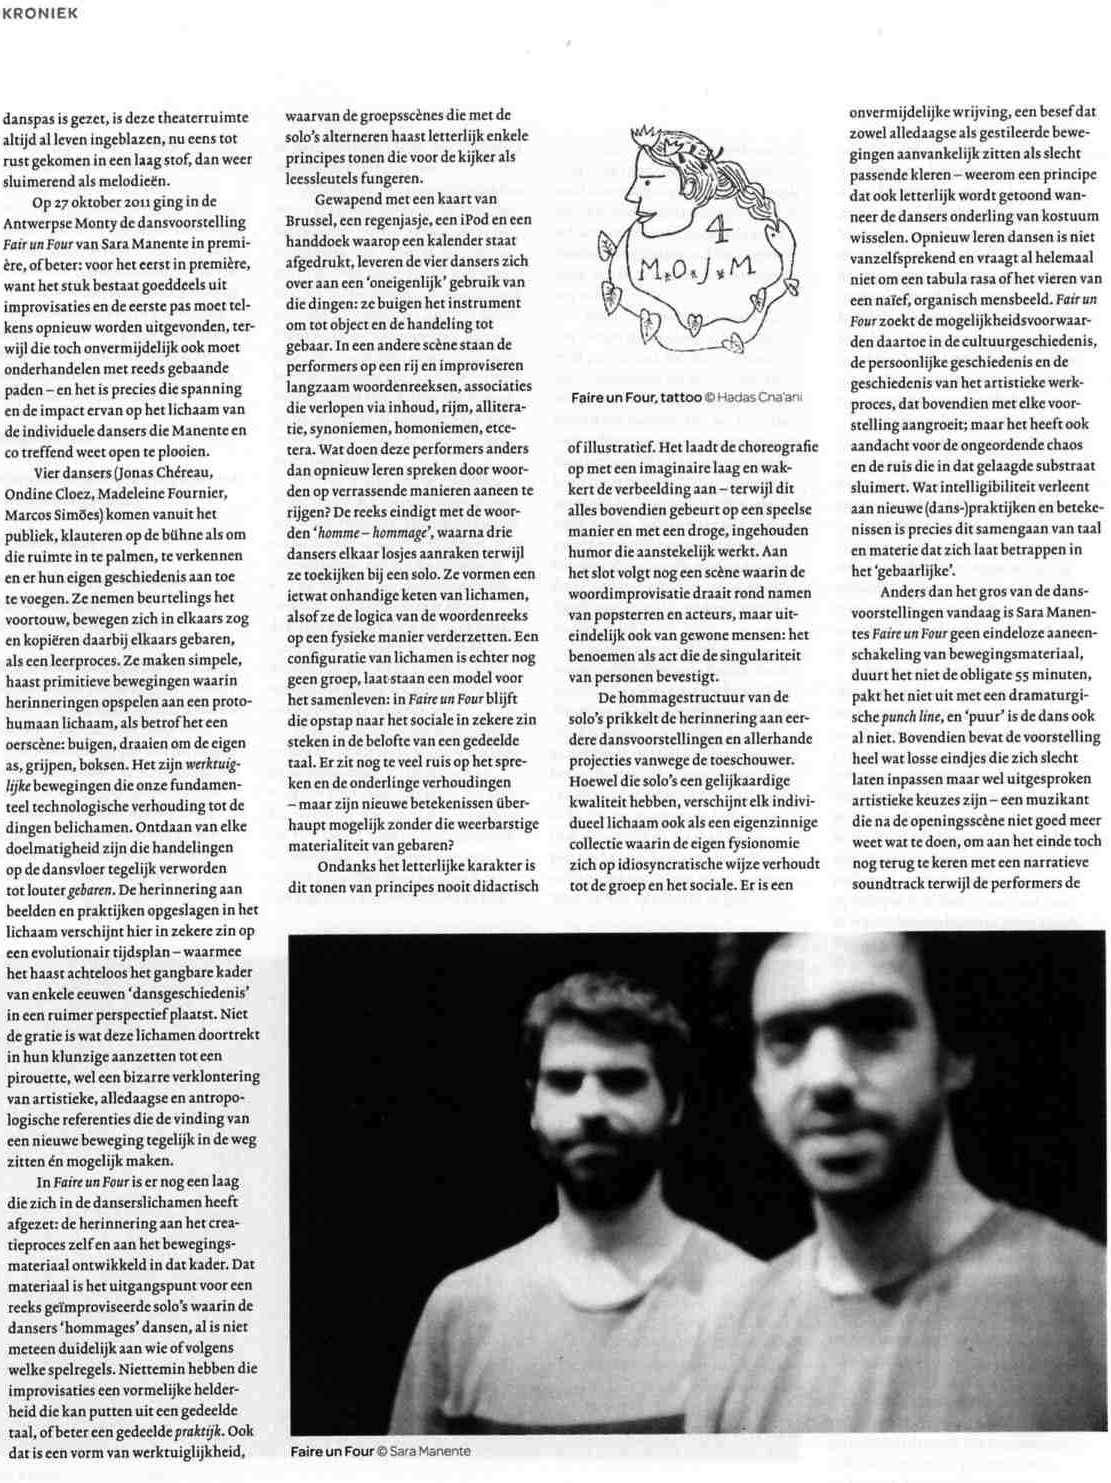 KRONIEK
danspas is gezet, is deze theaterruimte
altijd al leven ingeblazen, nu eens tot
rust gekomen in een laag stof, dan weer
sluimerend als melodieën.
Op 27 oktober 2011 ging in de
Antwerpse Monty de dansvoorstelling
Fair un Four van Sara Manente in premi-
ère, of beter: voor het eerst in première,
want het stuk bestaat goeddeels uit
improvisaties en de eerste pas moet tel-
kens opnieuw worden uitgevonden, ter-
wijl die toch onvermijdelijk ook moet
onderhandelen met reeds gebaande
paden – en het is precies die spanning
en de impact ervan op het lichaam van
de individuele dansers die Manente en
co treffend weet open te plooien.
Vier dansers (Jonas Chéreau,
Ondine Cloez, Madeleine Fournier,
Marcos Simões) komen vanuit het
publiek, klauteren op de bühne als om
die ruimte in te palmen, te verkennen
en er hun eigen geschiedenis aan toe
te voegen. Ze nemen beurtelings het
voortouw, bewegen zich in elkaars zog
en kopiëren daarbij elkaars gebaren,
als een leerproces. Ze maken simpele,
haast primitieve bewegingen waarin
herinneringen opspelen aan een proto-
humaan lichaam, als betrof het een
oerscène: buigen, draaien om de eigen
as, grijpen, boksen. Het zijn werktuig-
lijke bewegingen die onze fundamen-
teel technologische verhouding tot de
dingen belichamen. Ontdaan van elke
doelmatigheid zijn die handelingen
op de dansvloer tegelijk verworden
tot louter gebaren. De herinnering aan
beelden en praktijken opgeslagen in het
lichaam verschijnt hier in zekere zin op
een evolutionair tijdsplan – waarmee
het haast achteloos het gangbare kader
van enkele eeuwen ‘dansgeschiedenis’
in een ruimer perspectief plaatst. Niet
de gratie is wat deze lichamen doortrekt
in hun klunzige aanzetten tot een
pirouette, wel een bizarre verklontering
van artistieke, alledaagse en antropo-
logische referenties die de vinding van
een nieuwe beweging tegelijk in de weg
zitten én mogelijk maken.
In Faire un Four is er nog een laag
die zich in de danserslichamen heeft
afgezet: de herinnering aan het crea-
tieproces zelf en aan het bewegings-
materiaal ontwikkeld in dat kader. Dat
materiaal is het uitgangspunt voor een
reeks geïmproviseerde solo's waarin de
dansers ‘hommages’ dansen, al is niet
meteen duidelijk aan wie of volgens
welke spelregels. Niettemin hebben die
improvisaties een vormelijke helder-
heid die kan putten uit een gedeelde
taal, of beter een gedeelde praktijk. Ook
dat is een vorm van werktuiglijkheid,
waarvan de groepsscènes die met de
solo's alterneren haast letterlijk enkele
principes tonen die voor de kijker als
leessleutels fungeren.
Gewapend met een kaart van
Brussel, een regenjasje, een iPod en een
handdoek waarop een kalender staat
afgedrukt, leveren de vier dansers zich
over aan een ‘oneigenlijk’ gebruik van
die dingen: ze buigen het instrument
om tot object en de handeling tot
gebaar. In een andere scène staan de
performers op een rij en improviseren
langzaam woordenreeksen, associaties
die verlopen via inhoud, rijm, allitera-
tie, synoniemen, homoniemen, etce-
tera. Wat doen deze performers anders
dan opnieuw leren spreken door woor-
den op verrassende manieren aaneen te
rijgen? De reeks eindigt met de woor-
den ‘homme – hommage’, waarna drie
dansers elkaar losjes aanraken terwijl
ze toekijken bij een solo. Ze vormen een
ietwat onhandige keten van lichamen,
alsof ze de logica van de woordenreeks
op een fysieke manier verderzetten. Een
configuratie van lichamen is echter nog
geen groep, laat staan een model voor
het samenleven: in Faire un Four blijft
die opstap naar het sociale in zekere zin
steken in de belofte van een gedeelde
taal. Er zit nog te veel ruis op het spre-
ken en de onderlinge verhoudingen
– maar zijn nieuwe betekenissen über-
haupt mogelijk zonder die weerbarstige
materialiteit van gebaren?
Ondanks het letterlijke karakter is
dit tonen van principes nooit didactisch
4
M.O.J.M
Faire un Four, tattoo © Hadas Cna'ani
of illustratief. Het laadt de choreografie
op met een imaginaire laag en wak-
kert de verbeelding aan – terwijl dit
alles bovendien gebeurt op een speelse
manier en met een droge, ingehouden
humor die aanstekelijk werkt. Aan
het slot volgt nog een scène waarin de
woordimprovisatie draait rond namen
van popsterren en acteurs, maar uit-
eindelijk ook van gewone mensen: het
benoemen als act die de singulariteit
van personen bevestigt.
De hommagestructuur van de
solo's prikkelt de herinnering aan eer-
dere dansvoorstellingen en allerhande
projecties vanwege de toeschouwer.
Hoewel die solo's een gelijkaardige
kwaliteit hebben, verschijnt elk indivi-
dueel lichaam ook als een eigenzinnige
collectie waarin de eigen fysionomie
zich op idiosyncratische wijze verhoudt
tot de groep en het sociale. Er is een
onvermijdelijke wrijving, een besef dat
zowel alledaagse als gestileerde bewe-
gingen aanvankelijk zitten als slecht
passende kleren – weerom een principe
dat ook letterlijk wordt getoond wan-
neer de dansers onderling van kostuum
wisselen. Opnieuw leren dansen is niet
vanzelfsprekend en vraagt al helemaal
niet om een tabula rasa of het vieren van
een naïef, organisch mensbeeld. Fair un
Four zoekt de mogelijkheidsvoorwaar-
den daartoe in de cultuurgeschiedenis,
de persoonlijke geschiedenis en de
geschiedenis van het artistieke werk-
proces, dat bovendien met elke voor-
stelling aangroeit; maar het heeft ook
aandacht voor de ongeordende chaos
en de ruis die in dat gelaagde substraat
sluimert. Wat intelligibiliteit verleent
aan nieuwe (dans-)praktijken en beteke-
nissen is precies dit samengaan van taal
en materie dat zich laat betrappen in
het ‘gebaarlijke’.
Anders dan het gros van de dans-
voorstellingen vandaag is Sara Manen-
tes Faire un Four geen eindeloze aaneen-
schakeling van bewegingsmateriaal,
duurt het niet de obligate 55 minuten,
pakt het niet uit met een dramaturgi-
sche punch line, en ‘puur’ is de dans ook
al niet. Bovendien bevat de voorstelling
heel wat losse eindjes die zich slecht
laten inpassen maar wel uitgesproken
artistieke keuzes zijn – een muzikant
die na de openingsscène niet goed meer
weet wat te doen, om aan het einde toch
nog terug te keren met een narratieve
soundtrack terwijl de performers de
Faire un Four © Sara Manente